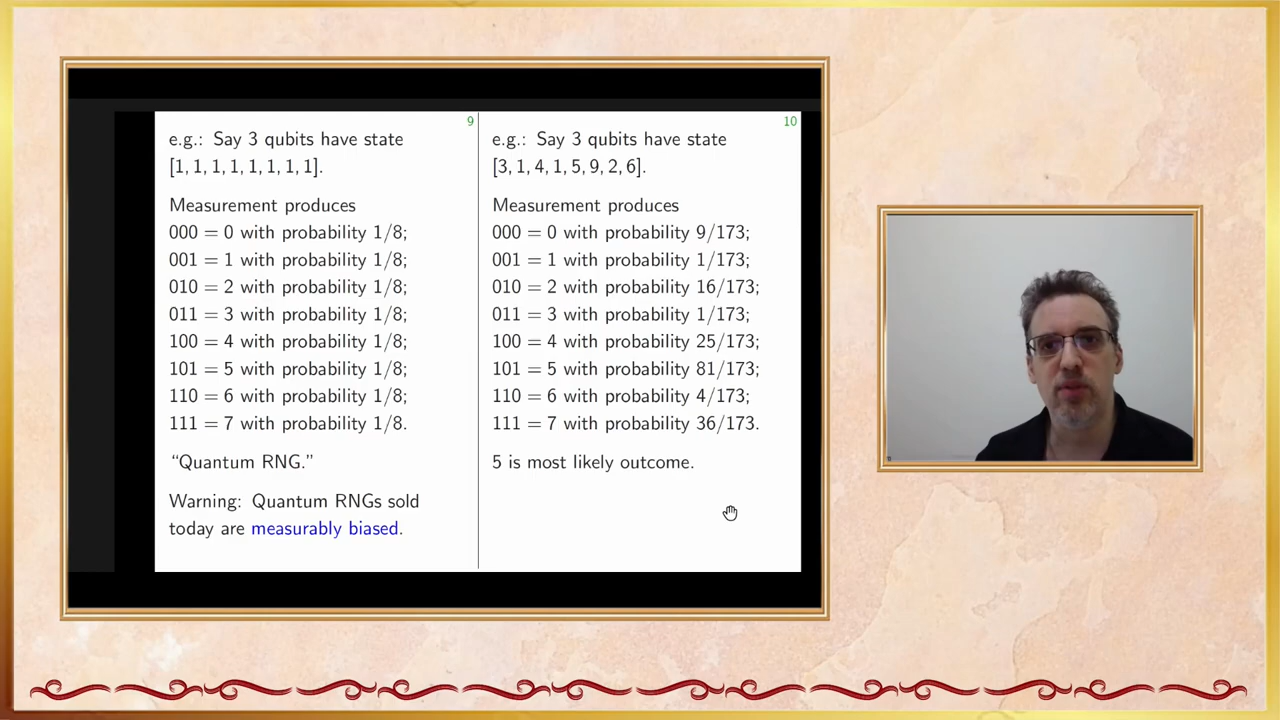 9
e.g.: Say 3 qubits have state
[1, 1, 1, 1, 1, 1, 1, 1].
Measurement produces
000 = 0 with probability 1/8;
001 = 1 with probability 1/8;
010 = 2 with probability 1/8;
011 = 3 with probability 1/8;
100 = 4 with probability 1/8;
101 = 5 with probability 1/8;
110 = 6 with probability 1/8;
111 = 7 with probability 1/8.
“Quantum RNG.”
Warning: Quantum RNGs sold
today are measurably biased.
10
e.g.: Say 3 qubits have state
[3, 1, 4, 1, 5, 9, 2, 6].
Measurement produces
000 = 0 with probability 9/173;
001 = 1 with probability 1/173;
010 = 2 with probability 16/173;
011 = 3 with probability 1/173;
100 = 4 with probability 25/173;
101 = 5 with probability 81/173;
110 = 6 with probability 4/173;
111 = 7 with probability 36/173.
5 is most likely outcome.